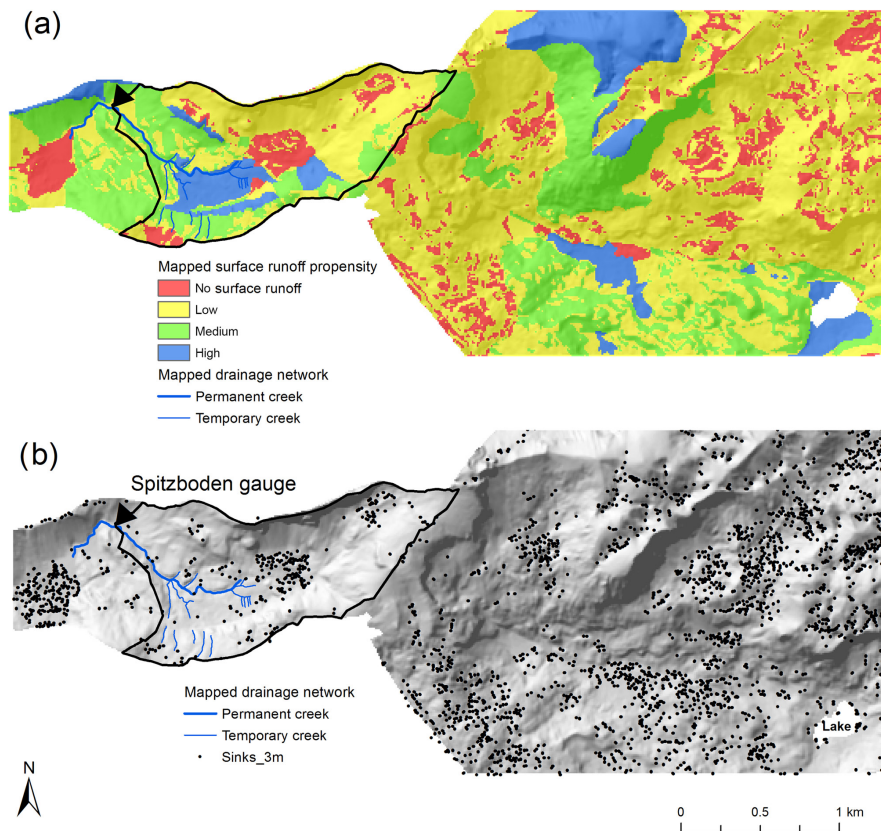 (a)
Mapped surface runoff propensity
No surface runoff
Low
Medium
High
Mapped drainage network
Permanent creek
Temporary creek
(b)
Spitzboden gauge
Mapped drainage network
Permanent creek
Temporary creek
Sinks_3m
Lake
N
0 0.5 1 km